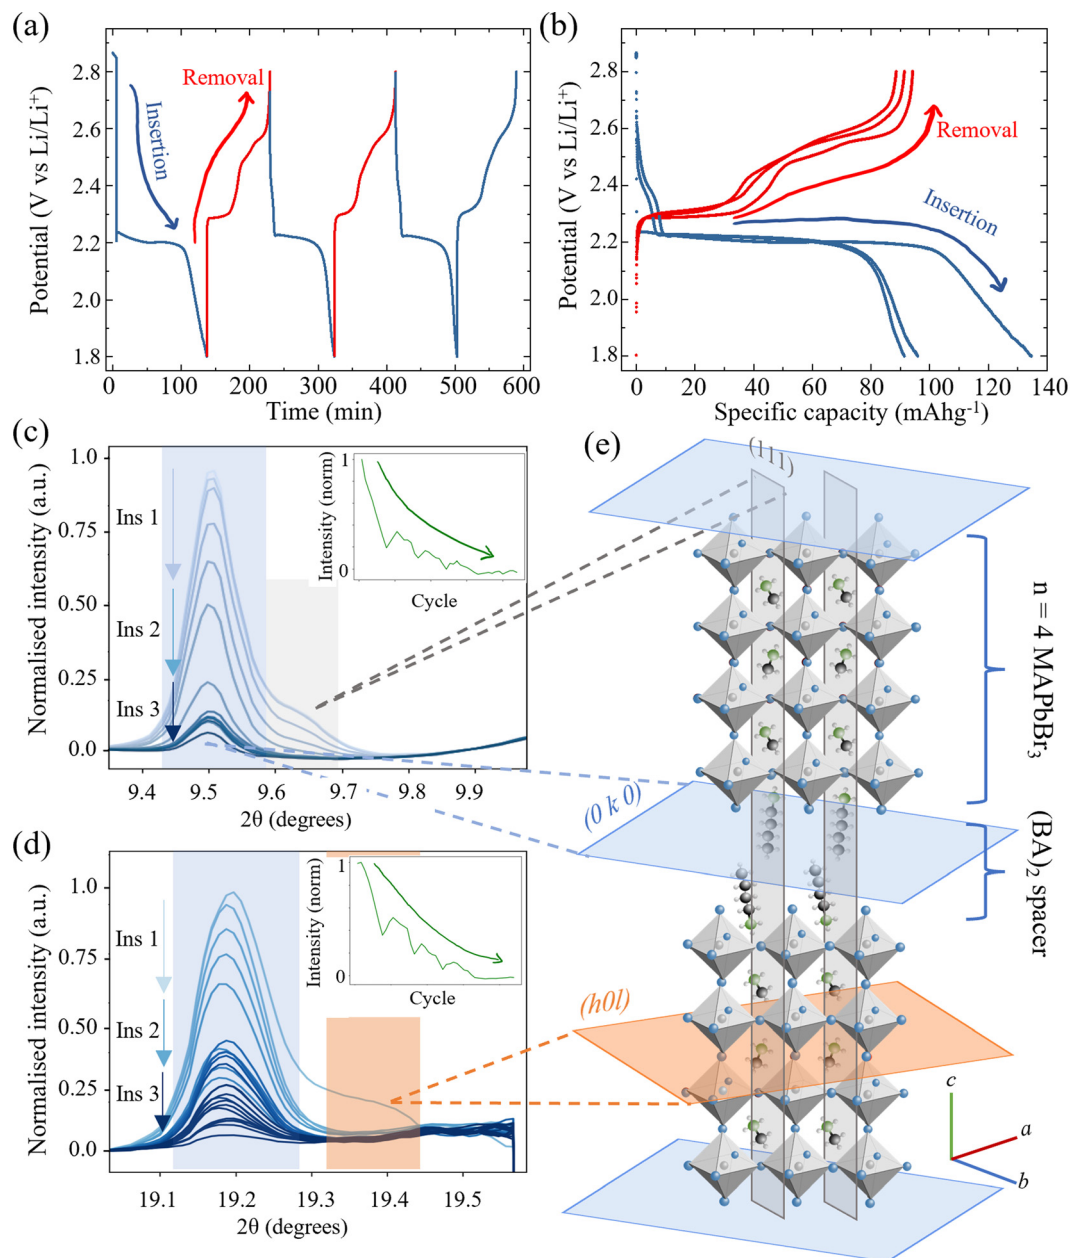 (a)
Potential (V vs Li/Li⁺)
2.8
2.6
2.4
2.2
2.0
1.8
Removal
Insertion
0 100 200 300 400 500 600
Time (min)
(b)
Potential (V vs Li/Li⁺)
2.8
2.6
2.4
2.2
2.0
1.8
Removal
Insertion
0 20 40 60 80 100 120 140
Specific capacity (mAhg⁻¹)
(c)
Normalised intensity (a.u.)
1.0
0.75
0.50
0.25
0.0
Ins 1
Ins 2
Ins 3
Intensity (norm)
1
0
Cycle
9.4 9.5 9.6 9.7 9.8 9.9
2θ (degrees)
(d)
Normalised intensity (a.u.)
1.0
0.75
0.50
0.25
0.0
Ins 1
Ins 2
Ins 3
Intensity (norm)
1
0
Cycle
19.1 19.2 19.3 19.4 19.5
2θ (degrees)
(e)
(111)
n = 4 MAPbBr₃
(0 k 0)
(BA)₂ spacer
(h0l)
c
a
b